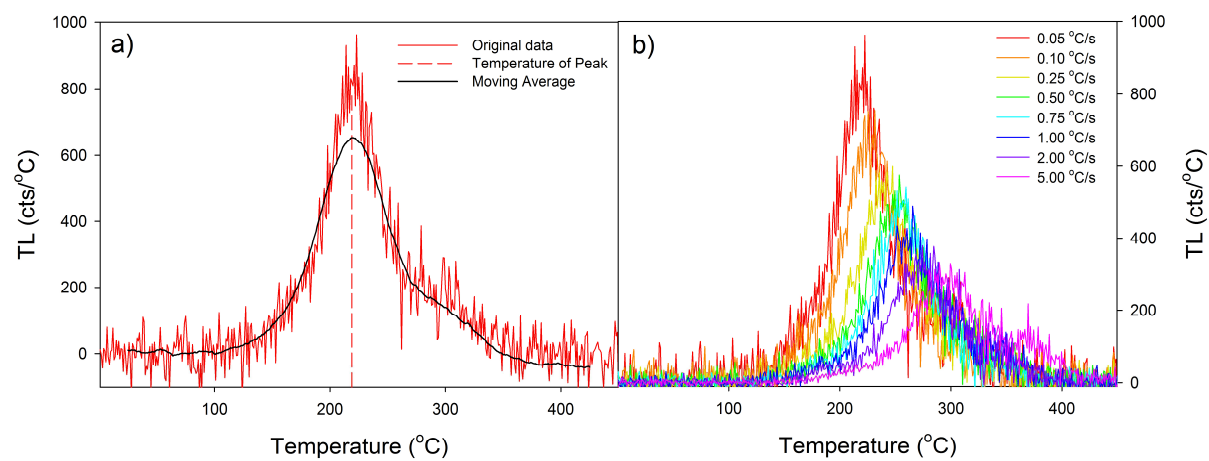 a)
Original data
Temperature of Peak
Moving Average
1000
800
600
400
200
0
TL (cts/°C)
100
200
300
400
Temperature (°C)
b)
0.05 °C/s
0.10 °C/s
0.25 °C/s
0.50 °C/s
0.75 °C/s
1.00 °C/s
2.00 °C/s
5.00 °C/s
1000
800
600
400
200
0
TL (cts/°C)
100
200
300
400
Temperature (°C)